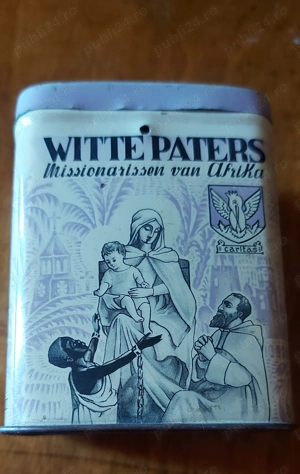 WITTE PATERS
Missionarissen van Afrika
caritas